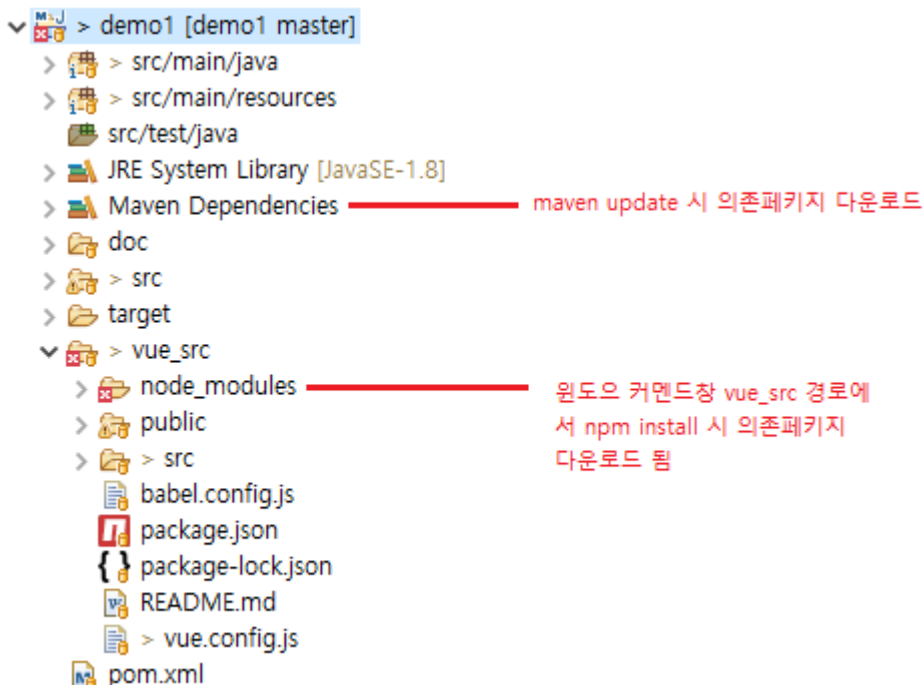 > demo1 [demo1 master]
> src/main/java
> src/main/resources
src/test/java
JRE System Library [JavaSE-1.8]
Maven Dependencies
maven update 시 의존페키지 다운로드
doc
> src
target
> vue_src
node_modules
윈도으 커멘드창 vue_src 경로에
서 npm install 시 의존페키지
다운로드 됨
public
> src
babel.config.js
package.json
package-lock.json
README.md
> vue.config.js
pom.xml